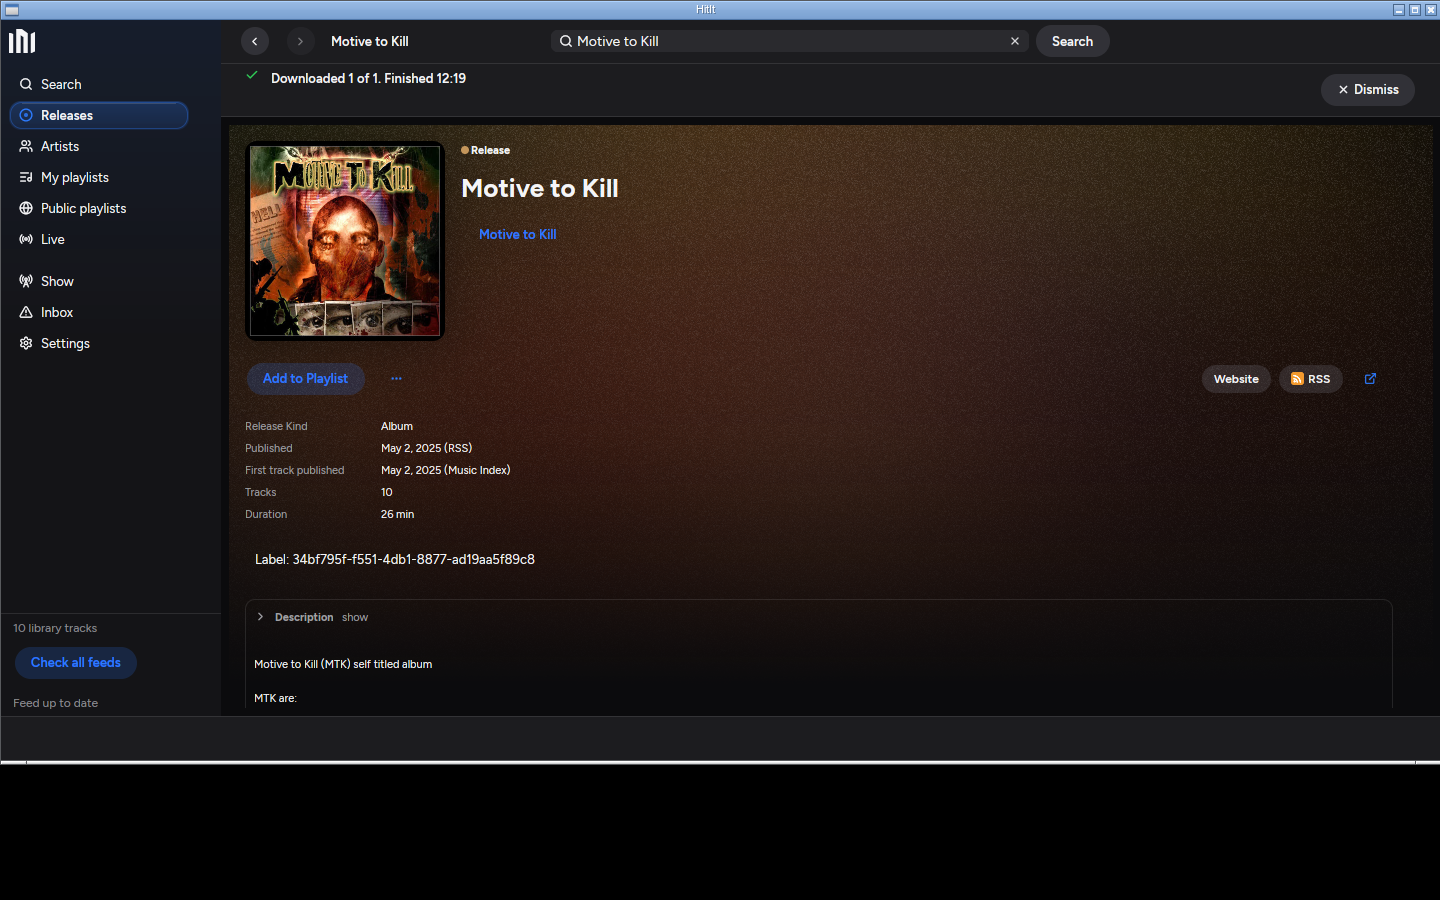 HitIt
Motive to Kill
Motive to Kill
Search
Search
Releases
Artists
My playlists
Public playlists
Live
Show
Inbox
Settings
Downloaded 1 of 1. Finished 12:19
Dismiss
MOTIVE TO KILL
HELL
Release
Motive to Kill
Motive to Kill
Add to Playlist
Website
RSS
Release Kind Album
Published May 2, 2025 (RSS)
First track published May 2, 2025 (Music Index)
Tracks 10
Duration 26 min
Label: 34bf795f-f551-4db1-8877-ad19aa5f89c8
Description show
Motive to Kill (MTK) self titled album
MTK are:
10 library tracks
Check all feeds
Feed up to date